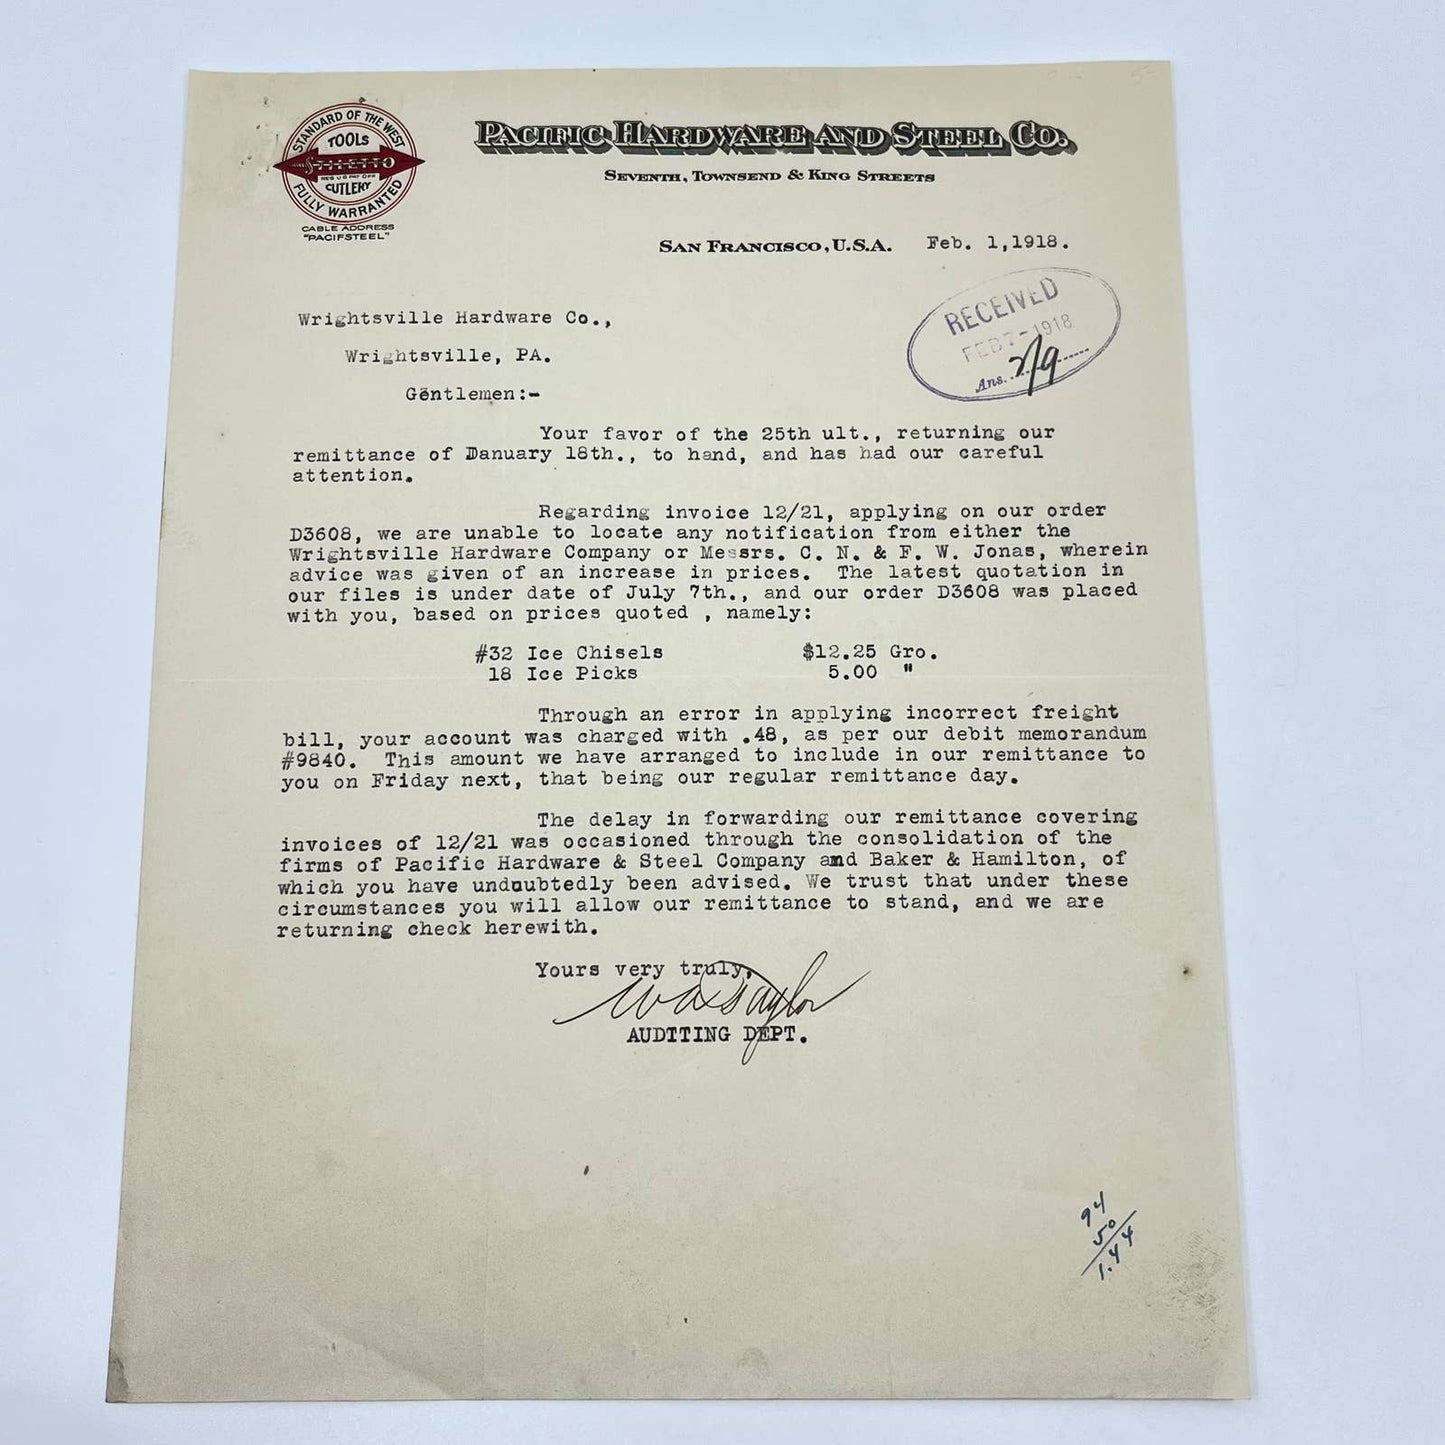 STANDARD OF THE WEST
TOOLS
STILETTO
REG US PAT OFF
CUTLERY
FULLY WARRANTED
CABLE ADDRESS
"PACIFSTEEL"
PACIFIC HARDWARE AND STEEL CO.
SEVENTH, TOWNSEND & KING STREETS
SAN FRANCISCO, U.S.A. Feb. 1,1918.
RECEIVED
FEB 7-1918
Ans. 2/9
Wrightsville Hardware Co.,
Wrightsville, PA.
Gentlemen:-
Your favor of the 25th ult., returning our
remittance of Danuary 18th., to hand, and has had our careful
attention.
Regarding invoice 12/21, applying on our order
D3608, we are unable to locate any notification from either the
Wrightsville Hardware Company or Messrs. C. N. & F. W. Jonas, wherein
advice was given of an increase in prices. The latest quotation in
our files is under date of July 7th., and our order D3608 was placed
with you, based on prices quoted , namely:
#32 Ice Chisels $12.25 Gro.
18 Ice Picks 5.00 "
Through an error in applying incorrect freight
bill, your account was charged with .48, as per our debit memorandum
#9840. This amount we have arranged to include in our remittance to
you on Friday next, that being our regular remittance day.
The delay in forwarding our remittance covering
invoices of 12/21 was occasioned through the consolidation of the
firms of Pacific Hardware & Steel Company and Baker & Hamilton, of
which you have undoubtedly been advised. We trust that under these
circumstances you will allow our remittance to stand, and we are
returning check herewith.
Yours very truly,
W A Taylor
AUDITING DEPT.
94
50
1.44